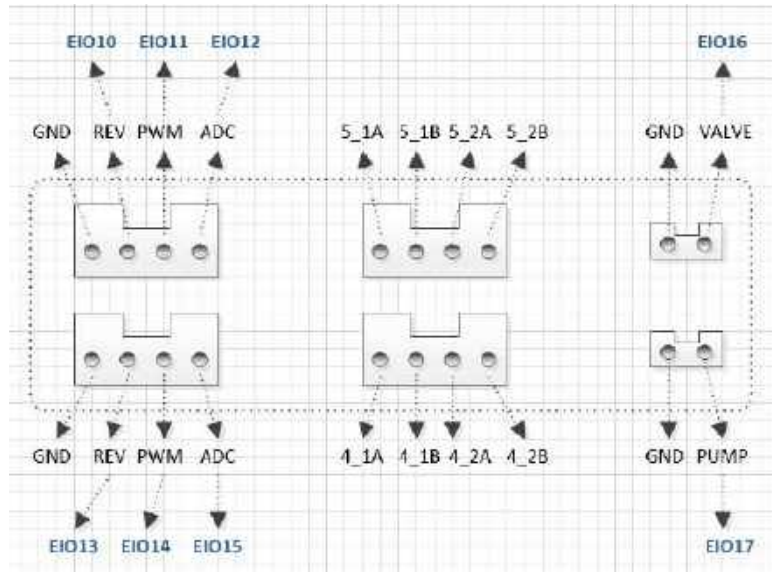 EIO10 EIO11 EIO12 EIO16
GND REV PWM ADC 5_1A 5_1B 5_2A 5_2B GND VALVE
GND REV PWM ADC 4_1A 4_1B 4_2A 4_2B GND PUMP
EIO13 EIO14 EIO15 EIO17